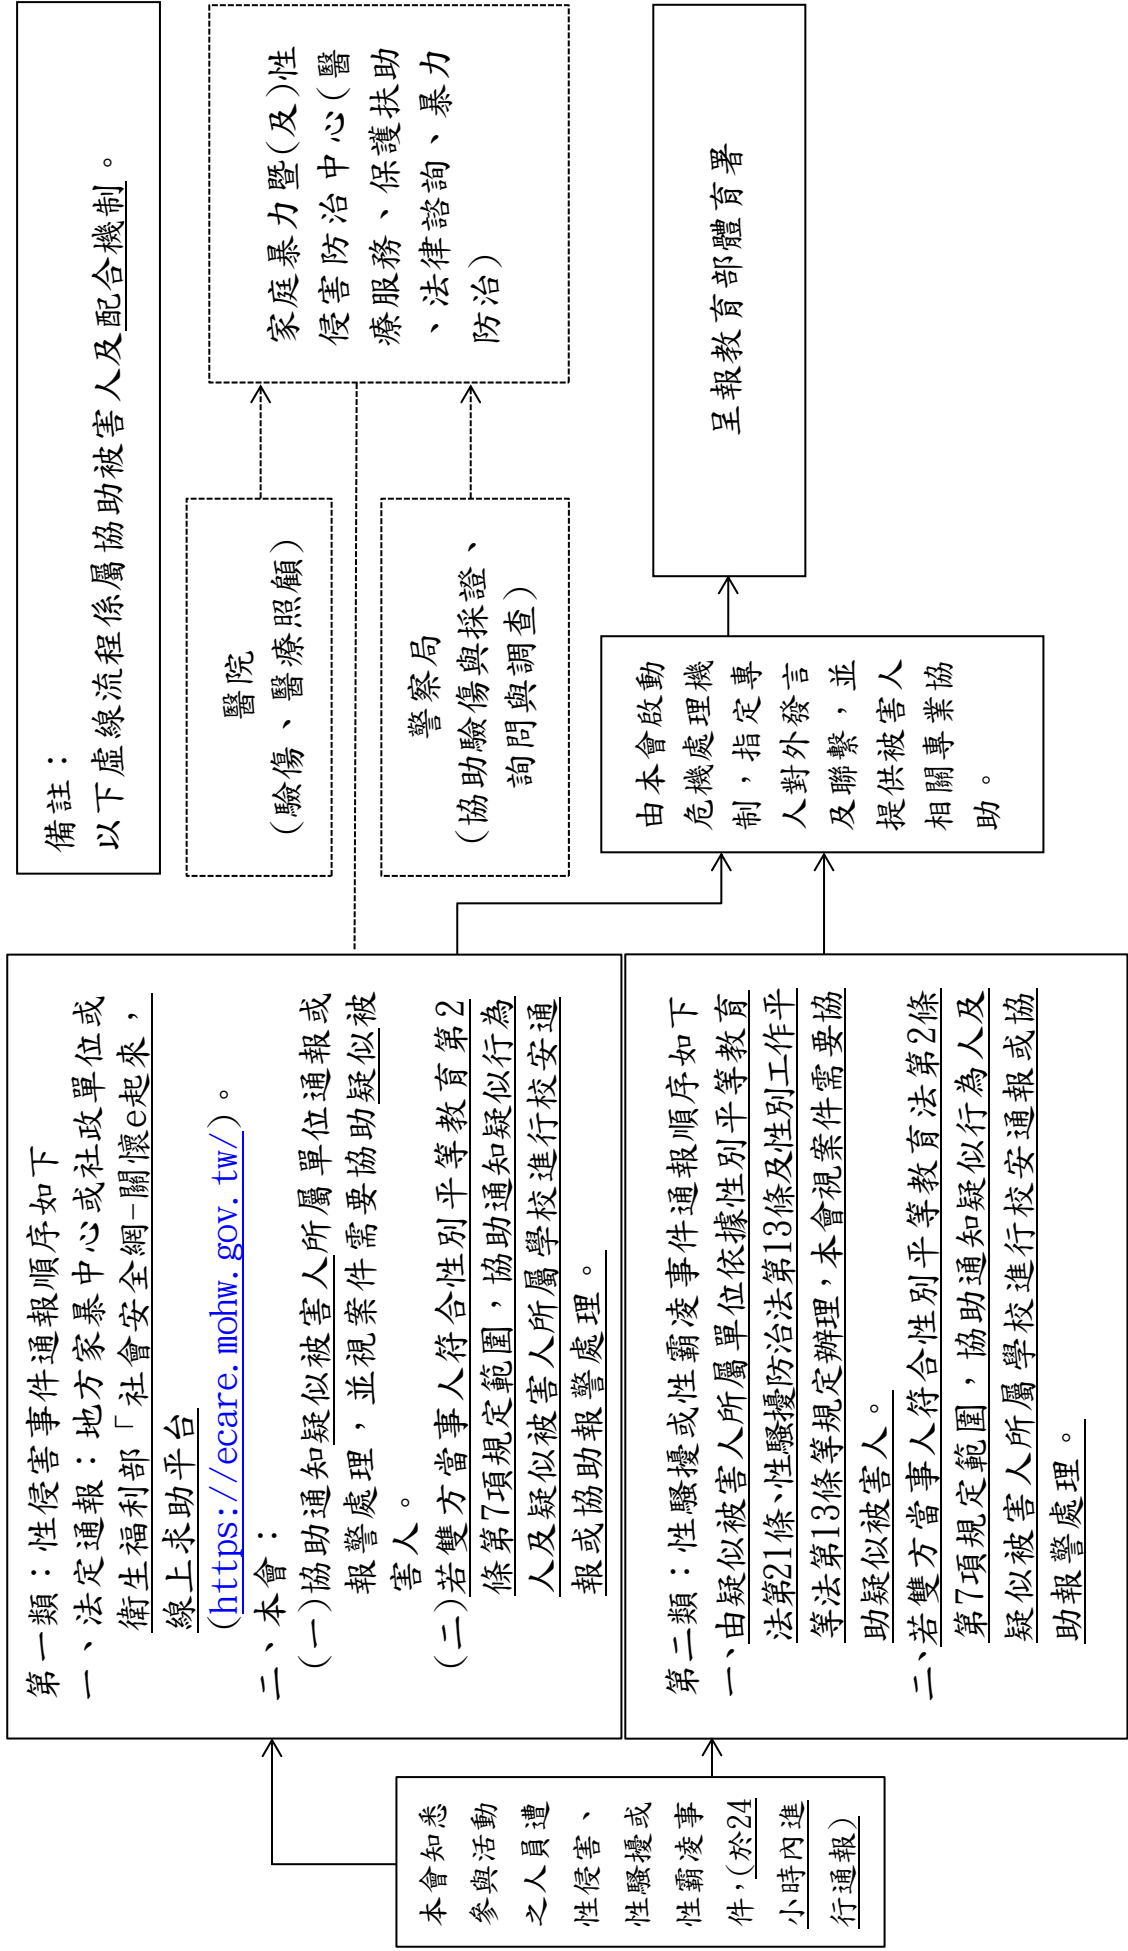 備註：
以下虛線流程係屬協助被害人及配合機制。
本會知悉
參與活動
之人員遭
性侵害、
性騷擾或
性霸凌事
件，(於24
小時內進
行通報)
第一類：性侵害事件通報順序如下
一、法定通報：地方家暴中心或社政單位或
衛生福利部「社會安全網-關懷e起來，
線上求助平台
(https://ecare.mohw.gov.tw/)。
二、本會：
(一)協助通知疑似被害人所屬單位通報或
報警處理，並視案件需要協助疑似被
害人。
(二)若雙方當事人符合性別平等教育第2
條第7項規定範圍，協助通知疑似行為
人及疑似被害人所屬學校進行校安通
報或協助報警處理。
第二類：性騷擾或性霸凌事件通報順序如下
一、由疑似被害人所屬單位依據性別平等教育
法第21條、性騷擾防治法第13條及性別工作平
等法第13條等規定辦理，本會視案件需要協
助疑似被害人。
二、若雙方當事人符合性別平等教育法第2條
第7項規定範圍，協助通知疑似行為人及
疑似被害人所屬學校進行校安通報或協
助報警處理。
醫院
(驗傷、醫療照顧)
警察局
(協助驗傷與採證、
詢問與調查)
家庭暴力暨(及)性
侵害防治中心(醫
療服務、保護扶助
、法律諮詢、暴力
防治)
由本會啟動
危機處理機
制，指定專
人對外發言
及聯繫，並
提供被害人
相關專業協
助。
呈報教育部體育署